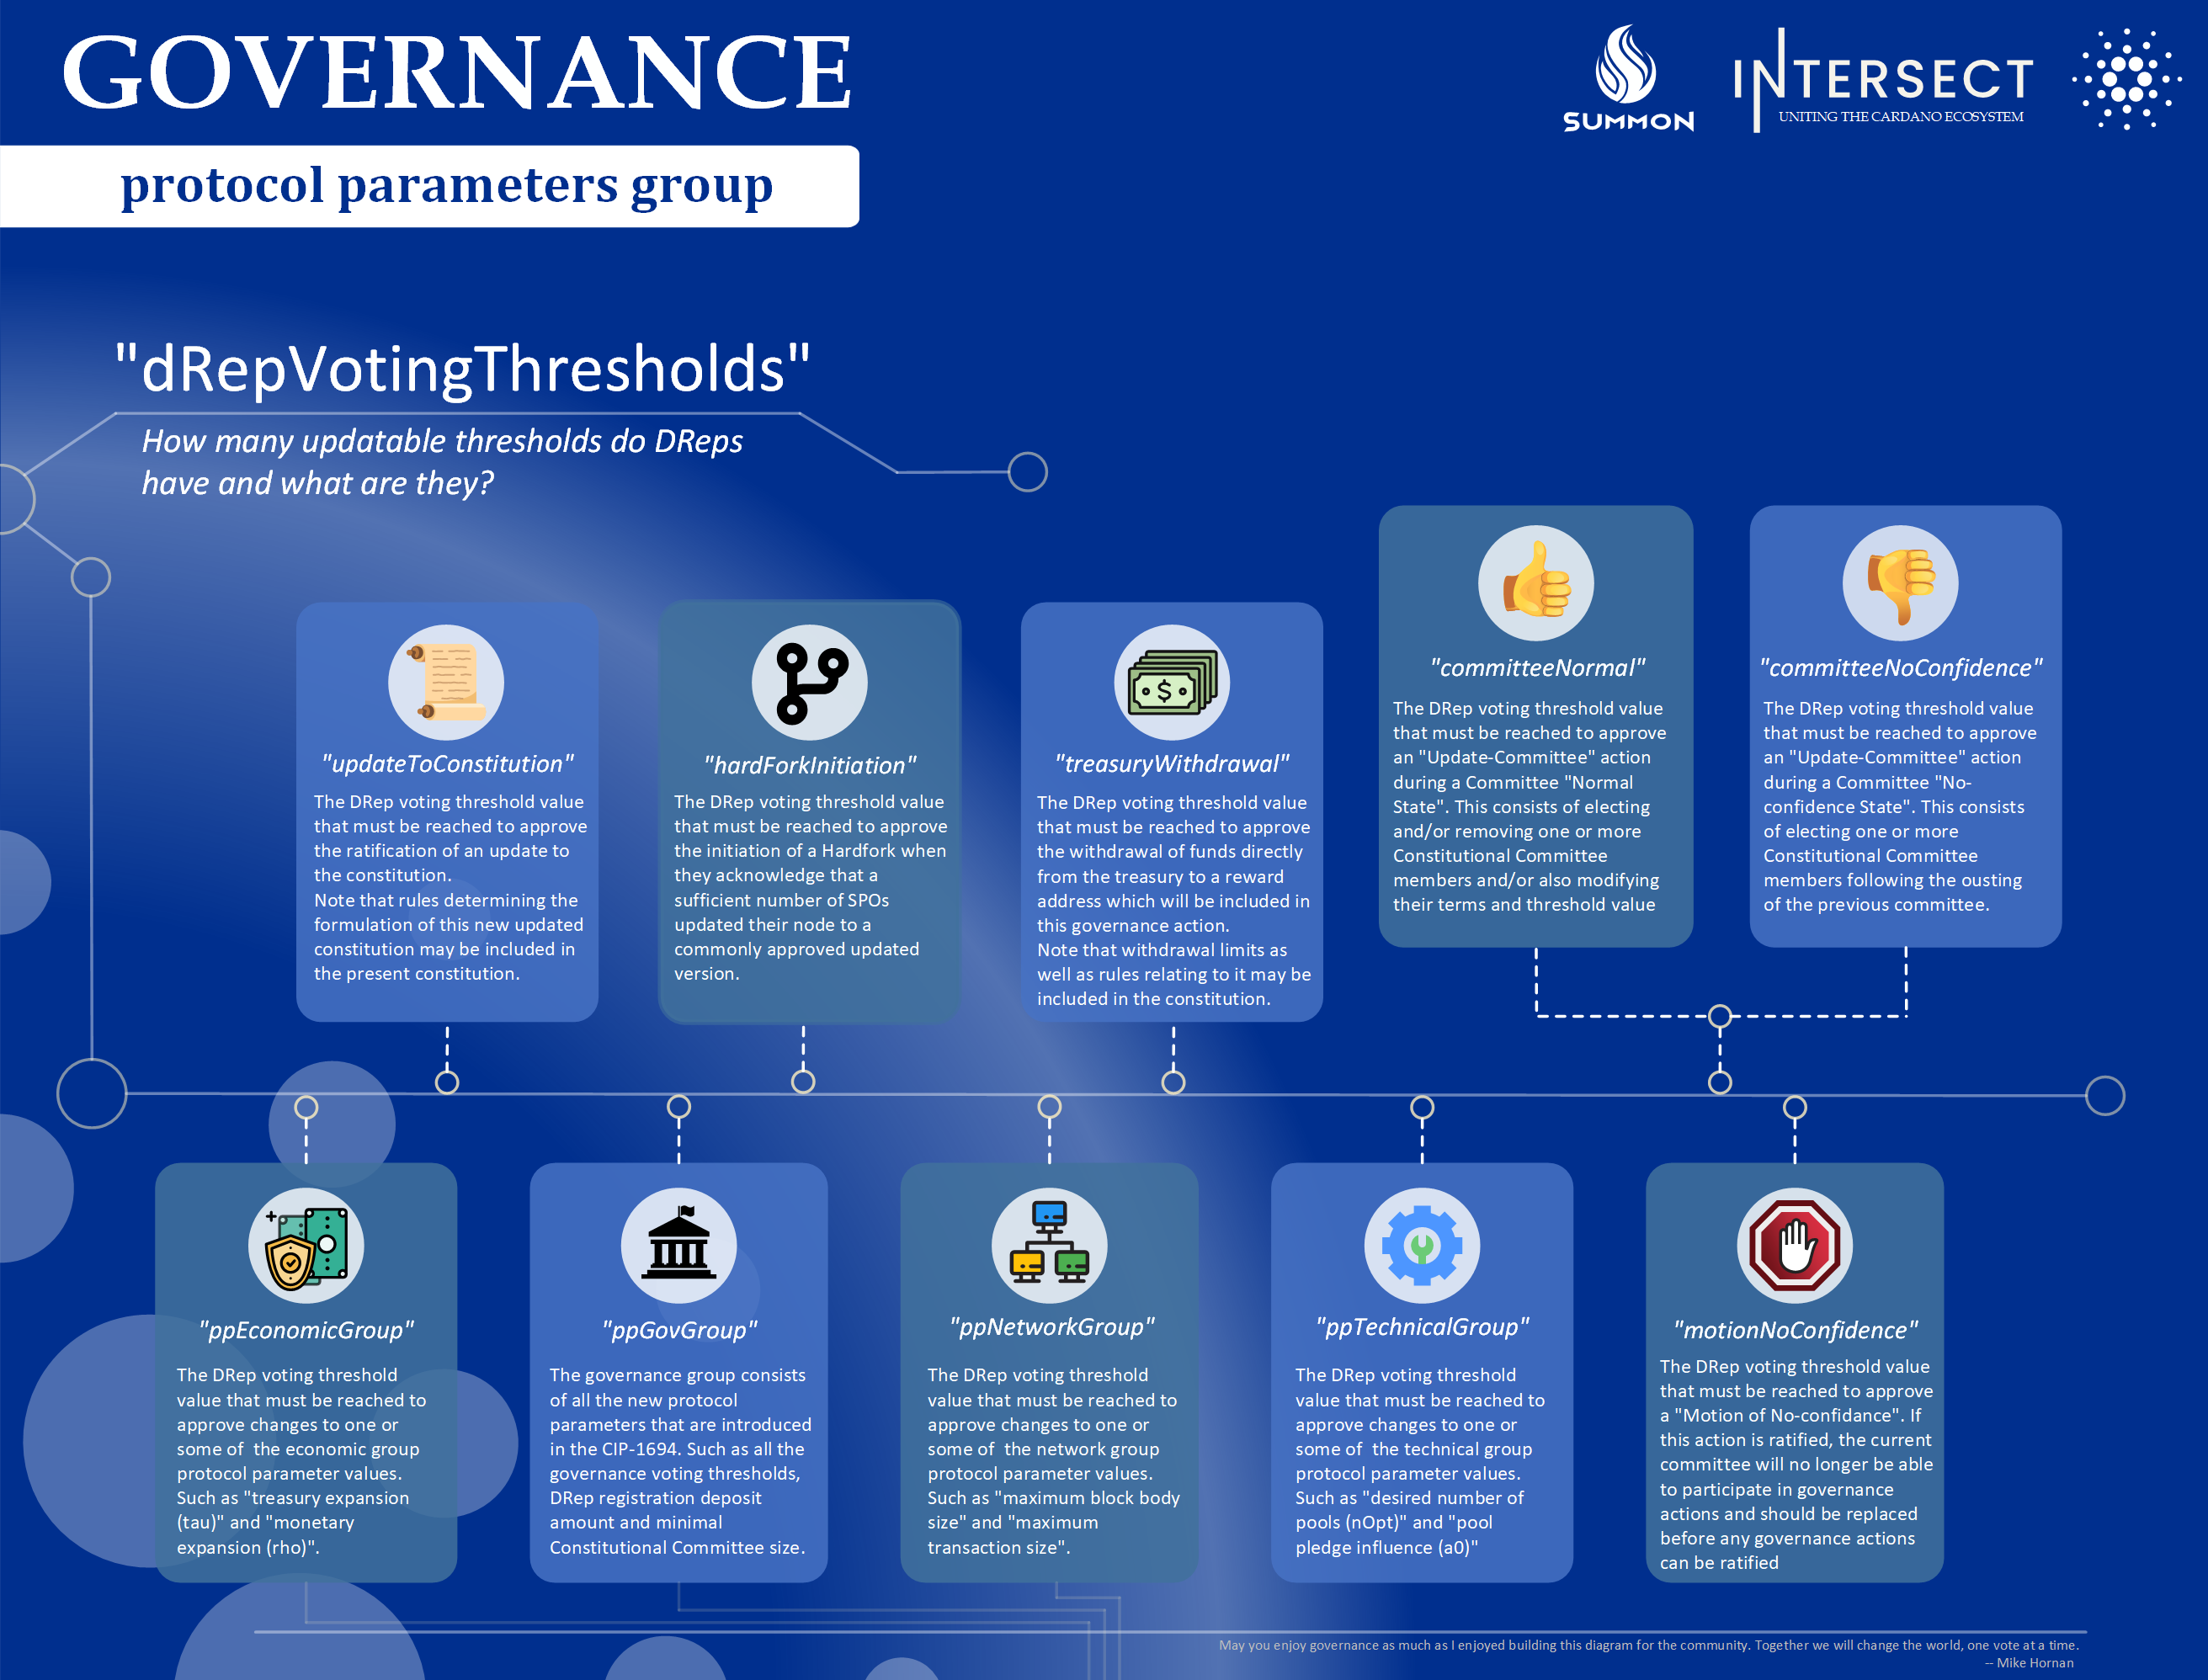 GOVERNANCE
SUMMON
INTERSECT
UNITING THE CARDANO ECOSYSTEM
protocol parameters group
"dRepVotingThresholds"
How many updatable thresholds do DReps
have and what are they?
"updateToConstitution"
The DRep voting threshold value
that must be reached to approve
the ratification of an update to
the constitution.
Note that rules determining the
formulation of this new updated
constitution may be included in
the present constitution.
"hardForkInitiation"
The DRep voting threshold value
that must be reached to approve
the initiation of a Hardfork when
they acknowledge that a
sufficient number of SPOs
updated their node to a
commonly approved updated
version.
"treasuryWithdrawal"
The DRep voting threshold value
that must be reached to approve
the withdrawal of funds directly
from the treasury to a reward
address which will be included in
this governance action.
Note that withdrawal limits as
well as rules relating to it may be
included in the constitution.
"committeeNormal"
The DRep voting threshold value
that must be reached to approve
an "Update-Committee" action
during a Committee "Normal
State". This consists of electing
and/or removing one or more
Constitutional Committee
members and/or also modifying
their terms and threshold value
"committeeNoConfidence"
The DRep voting threshold value
that must be reached to approve
an "Update-Committee" action
during a Committee "No-
confidence State". This consists
of electing one or more
Constitutional Committee
members following the ousting
of the previous committee.
"ppEconomicGroup"
The DRep voting threshold
value that must be reached to
approve changes to one or
some of  the economic group
protocol parameter values.
Such as "treasury expansion
(tau)" and "monetary
expansion (rho)".
"ppGovGroup"
The governance group consists
of all the new protocol
parameters that are introduced
in the CIP-1694. Such as all the
governance voting thresholds,
DRep registration deposit
amount and minimal
Constitutional Committee size.
"ppNetworkGroup"
The DRep voting threshold
value that must be reached to
approve changes to one or
some of  the network group
protocol parameter values.
Such as "maximum block body
size" and "maximum
transaction size".
"ppTechnicalGroup"
The DRep voting threshold
value that must be reached to
approve changes to one or
some of  the technical group
protocol parameter values.
Such as "desired number of
pools (nOpt)" and "pool
pledge influence (a0)"
"motionNoConfidence"
The DRep voting threshold value
that must be reached to approve
a "Motion of No-confidance". If
this action is ratified, the current
committee will no longer be able
to participate in governance
actions and should be replaced
before any governance actions
can be ratified
May you enjoy governance as much as I enjoyed building this diagram for the community. Together we will change the world, one vote at a time.
-- Mike Hornan